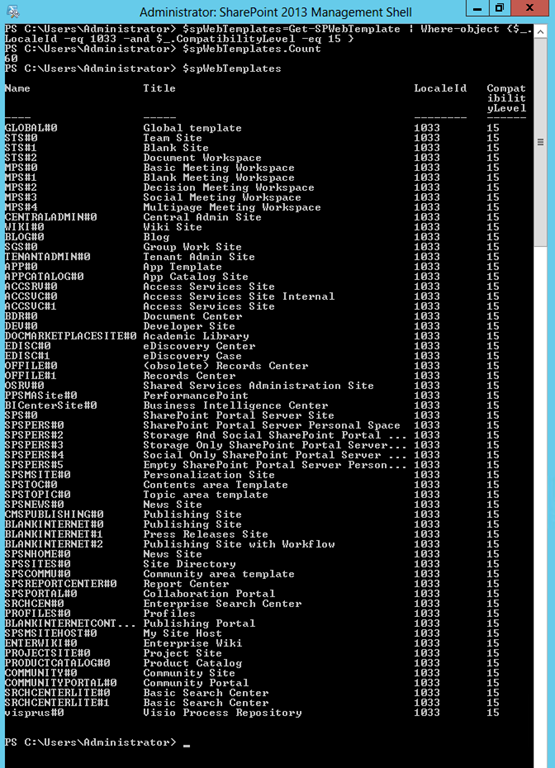 Administrator: SharePoint 2013 Management Shell
PS C:\Users\Administrator> $spWebTemplates=Get-SPWebTemplate | Where-object {$_.
LocaleId -eq 1033 -and $_.CompatibilityLevel -eq 15 }
PS C:\Users\Administrator> $spWebTemplates.Count
60
PS C:\Users\Administrator> $spWebTemplates
Name Title LocaleId Compat
ibilit
yLevel
---- ----- -------- ------
GLOBAL#0 Global template 1033 15
STS#0 Team Site 1033 15
STS#1 Blank Site 1033 15
STS#2 Document Workspace 1033 15
MPS#0 Basic Meeting Workspace 1033 15
MPS#1 Blank Meeting Workspace 1033 15
MPS#2 Decision Meeting Workspace 1033 15
MPS#3 Social Meeting Workspace 1033 15
MPS#4 Multipage Meeting Workspace 1033 15
CENTRALADMIN#0 Central Admin Site 1033 15
WIKI#0 Wiki Site 1033 15
BLOG#0 Blog 1033 15
SGS#0 Group Work Site 1033 15
TENANTADMIN#0 Tenant Admin Site 1033 15
APP#0 App Template 1033 15
APPCATALOG#0 App Catalog Site 1033 15
ACCSRV#0 Access Services Site 1033 15
ACCSVC#0 Access Services Site Internal 1033 15
ACCSVC#1 Access Services Site 1033 15
BDR#0 Document Center 1033 15
DEV#0 Developer Site 1033 15
DOCMARKETPLACESITE#0 Academic Library 1033 15
EDISC#0 eDiscovery Center 1033 15
EDISC#1 eDiscovery Case 1033 15
OFFILE#0 (obsolete) Records Center 1033 15
OFFILE#1 Records Center 1033 15
OSRV#0 Shared Services Administration Site 1033 15
PPSMASite#0 PerformancePoint 1033 15
BICenterSite#0 Business Intelligence Center 1033 15
SPS#0 SharePoint Portal Server Site 1033 15
SPSPERS#0 SharePoint Portal Server Personal Space 1033 15
SPSPERS#2 Storage And Social SharePoint Portal ... 1033 15
SPSPERS#3 Storage Only SharePoint Portal Server... 1033 15
SPSPERS#4 Social Only SharePoint Portal Server ... 1033 15
SPSPERS#5 Empty SharePoint Portal Server Person... 1033 15
SPSMSITE#0 Personalization Site 1033 15
SPSTOC#0 Contents area Template 1033 15
SPSTOPIC#0 Topic area template 1033 15
SPSNEWS#0 News Site 1033 15
CMSPUBLISHING#0 Publishing Site 1033 15
BLANKINTERNET#0 Publishing Site 1033 15
BLANKINTERNET#1 Press Releases Site 1033 15
BLANKINTERNET#2 Publishing Site with Workflow 1033 15
SPSNHOME#0 News Site 1033 15
SPSSITES#0 Site Directory 1033 15
SPSCOMMU#0 Community area template 1033 15
SPSREPORTCENTER#0 Report Center 1033 15
SPSPORTAL#0 Collaboration Portal 1033 15
SRCHCEN#0 Enterprise Search Center 1033 15
PROFILES#0 Profiles 1033 15
BLANKINTERNETCONT... Publishing Portal 1033 15
SPSMSITEHOST#0 My Site Host 1033 15
ENTERWIKI#0 Enterprise Wiki 1033 15
PROJECTSITE#0 Project Site 1033 15
PRODUCTCATALOG#0 Product Catalog 1033 15
COMMUNITY#0 Community Site 1033 15
COMMUNITYPORTAL#0 Community Portal 1033 15
SRCHCENTERLITE#0 Basic Search Center 1033 15
SRCHCENTERLITE#1 Basic Search Center 1033 15
visprus#0 Visio Process Repository 1033 15
PS C:\Users\Administrator> _